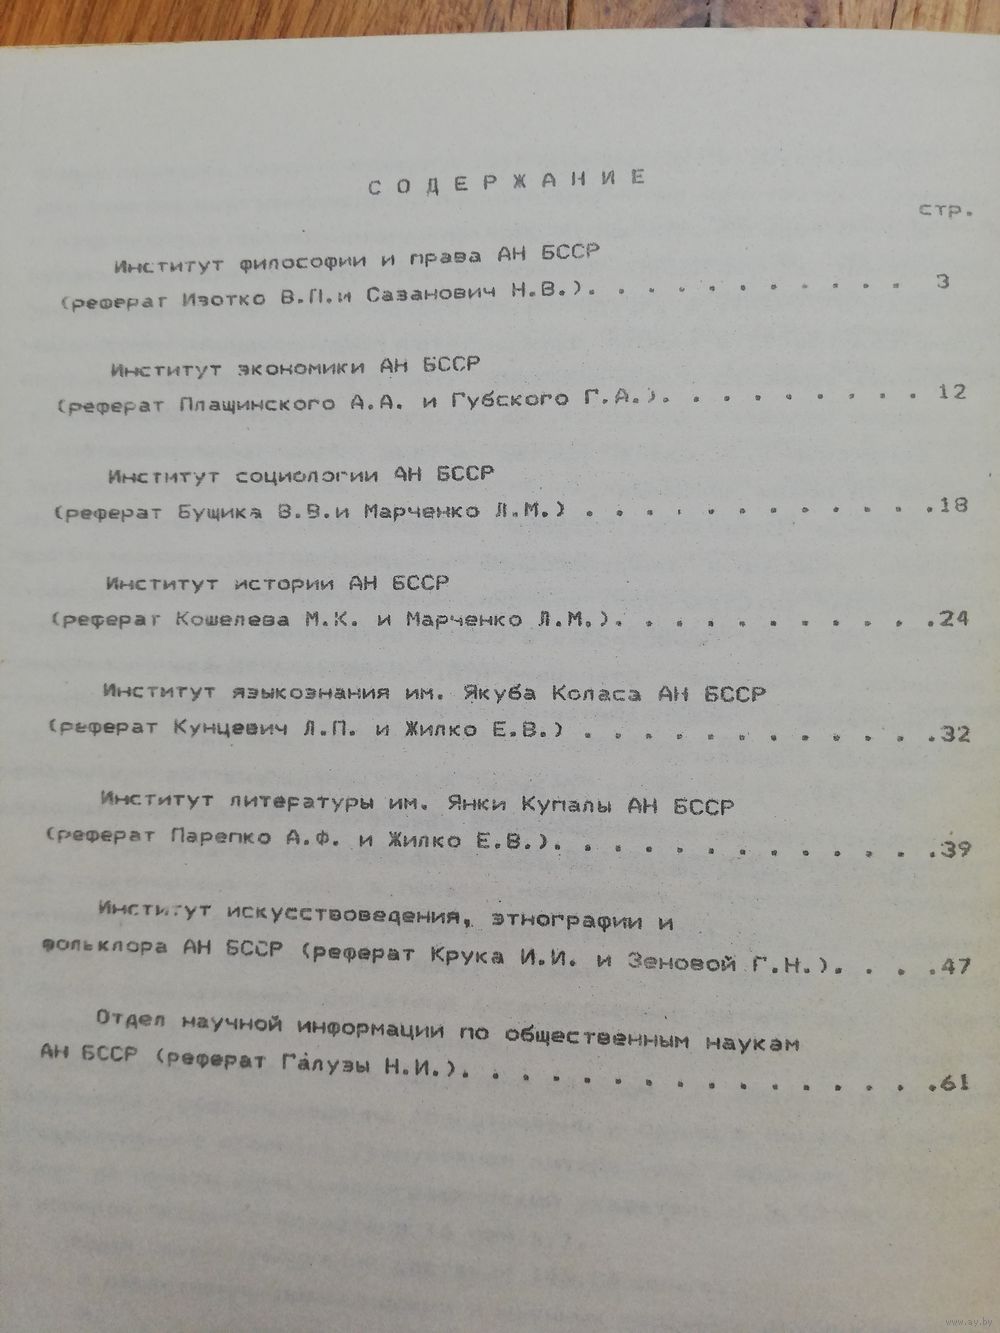 СОДЕРЖАНИЕ
стр.
Институт философии и права АН БССР
(реферат Изотко В.П.и Сазанович Н.В.). . . . . . . . . . . 3
Институт экономики АН БССР
(реферат Плащинского А.А. и Губского Г.А.). . . . . . . . . 12
Институт социологии АН БССР
(реферат Бущика В.В.и Марченко Л.М.) . . . . . . . . . . . .18
Институт истории АН БССР
(реферат Кошелева М.К. и Марченко Л.М.). . . . . . . . . . .24
Институт языкознания им. Якуба Коласа АН БССР
(реферат Кунцевич Л.П. и Жилко Е.В.) . . . . . . . . . . . .32
Институт литературы им. Янки Купалы АН БССР
(реферат Парепко А.Ф. и Жилко Е.В.). . . . . . . . . . . . .39
Институт искусствоведения, этнографии и
фольклора АН БССР (реферат Крука И.И. и Зеновой Г.Н.). . . .47
Отдел научной информации по общественным наукам
АН БССР (реферат Галузы Н.И.). . . . . . . . . . . . . . . .61
www.ay.by